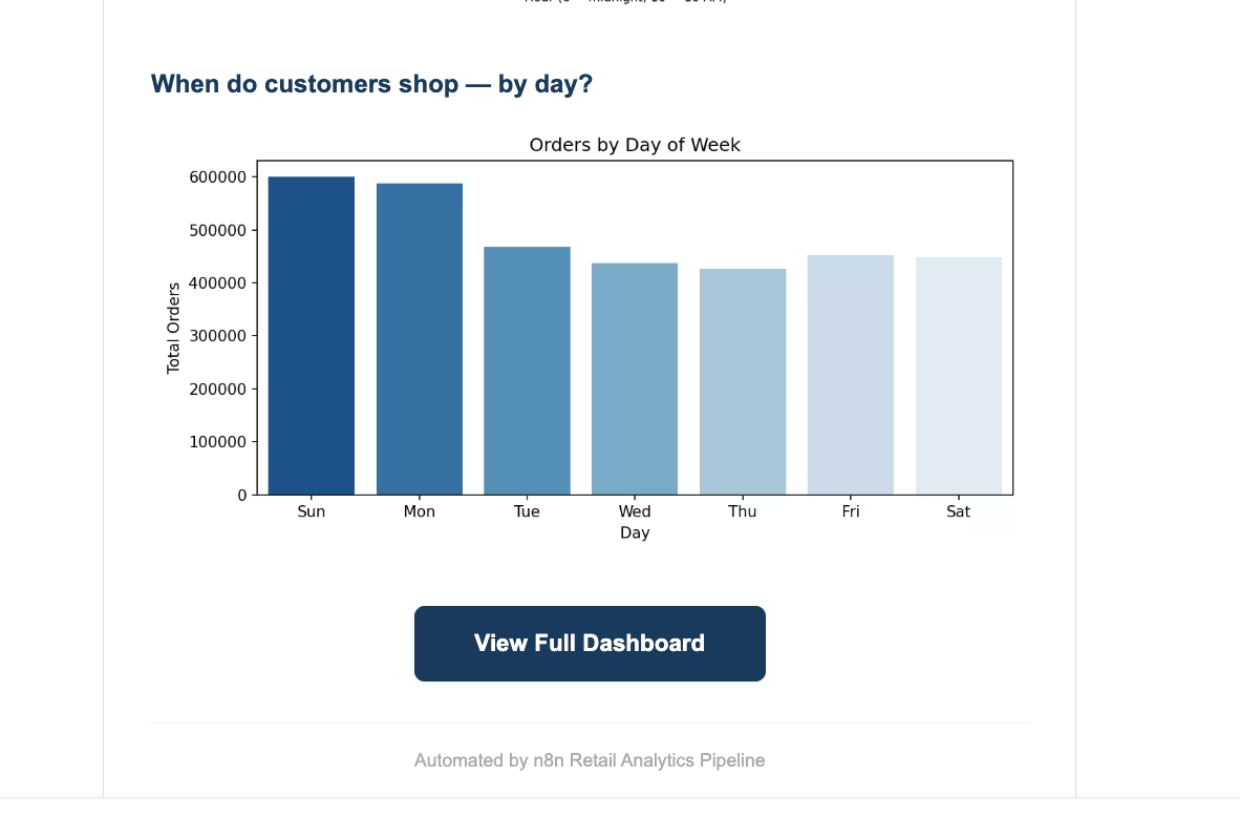 When do customers shop — by day?
Orders by Day of Week
Total Orders
600000
500000
400000
300000
200000
100000
0
Sun Mon Tue Wed Thu Fri Sat
Day
View Full Dashboard
Automated by n8n Retail Analytics Pipeline